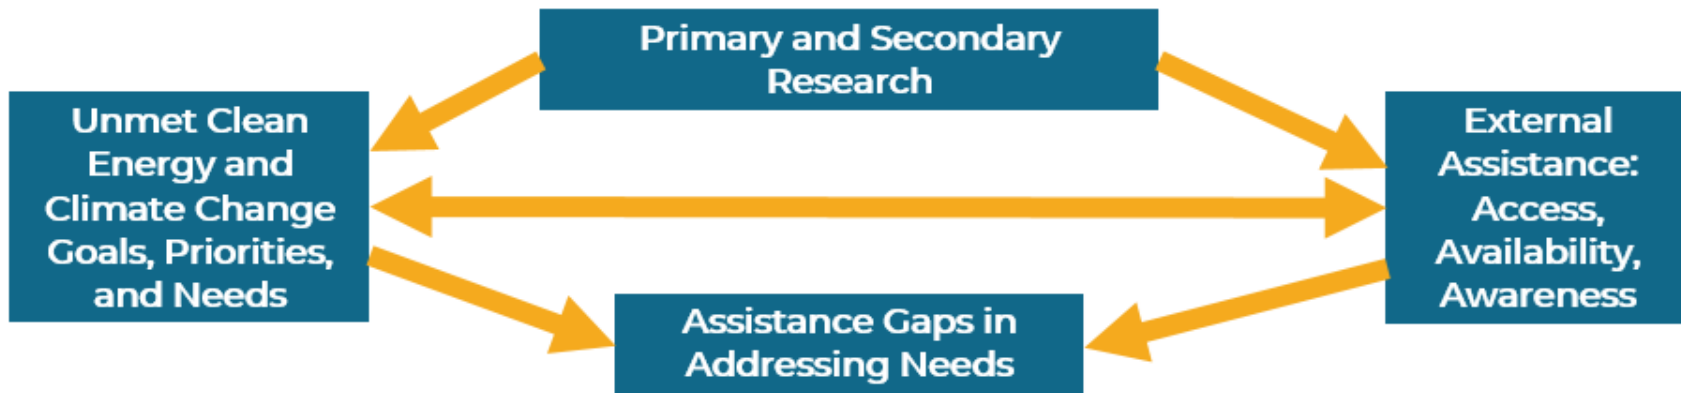 Primary and Secondary
Research
Unmet Clean
Energy and
Climate Change
Goals, Priorities,
and Needs
External
Assistance:
Access,
Availability,
Awareness
Assistance Gaps in
Addressing Needs